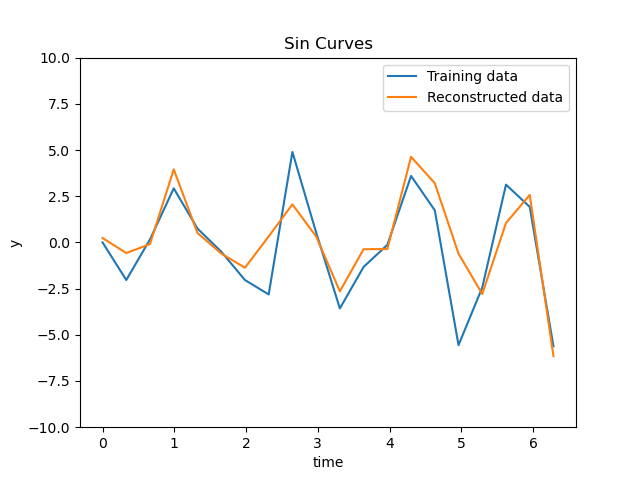 Sin Curves
Training data
Reconstructed data
10.0
7.5
5.0
2.5
0.0
−2.5
−5.0
−7.5
−10.0
y
0 1 2 3 4 5 6
time